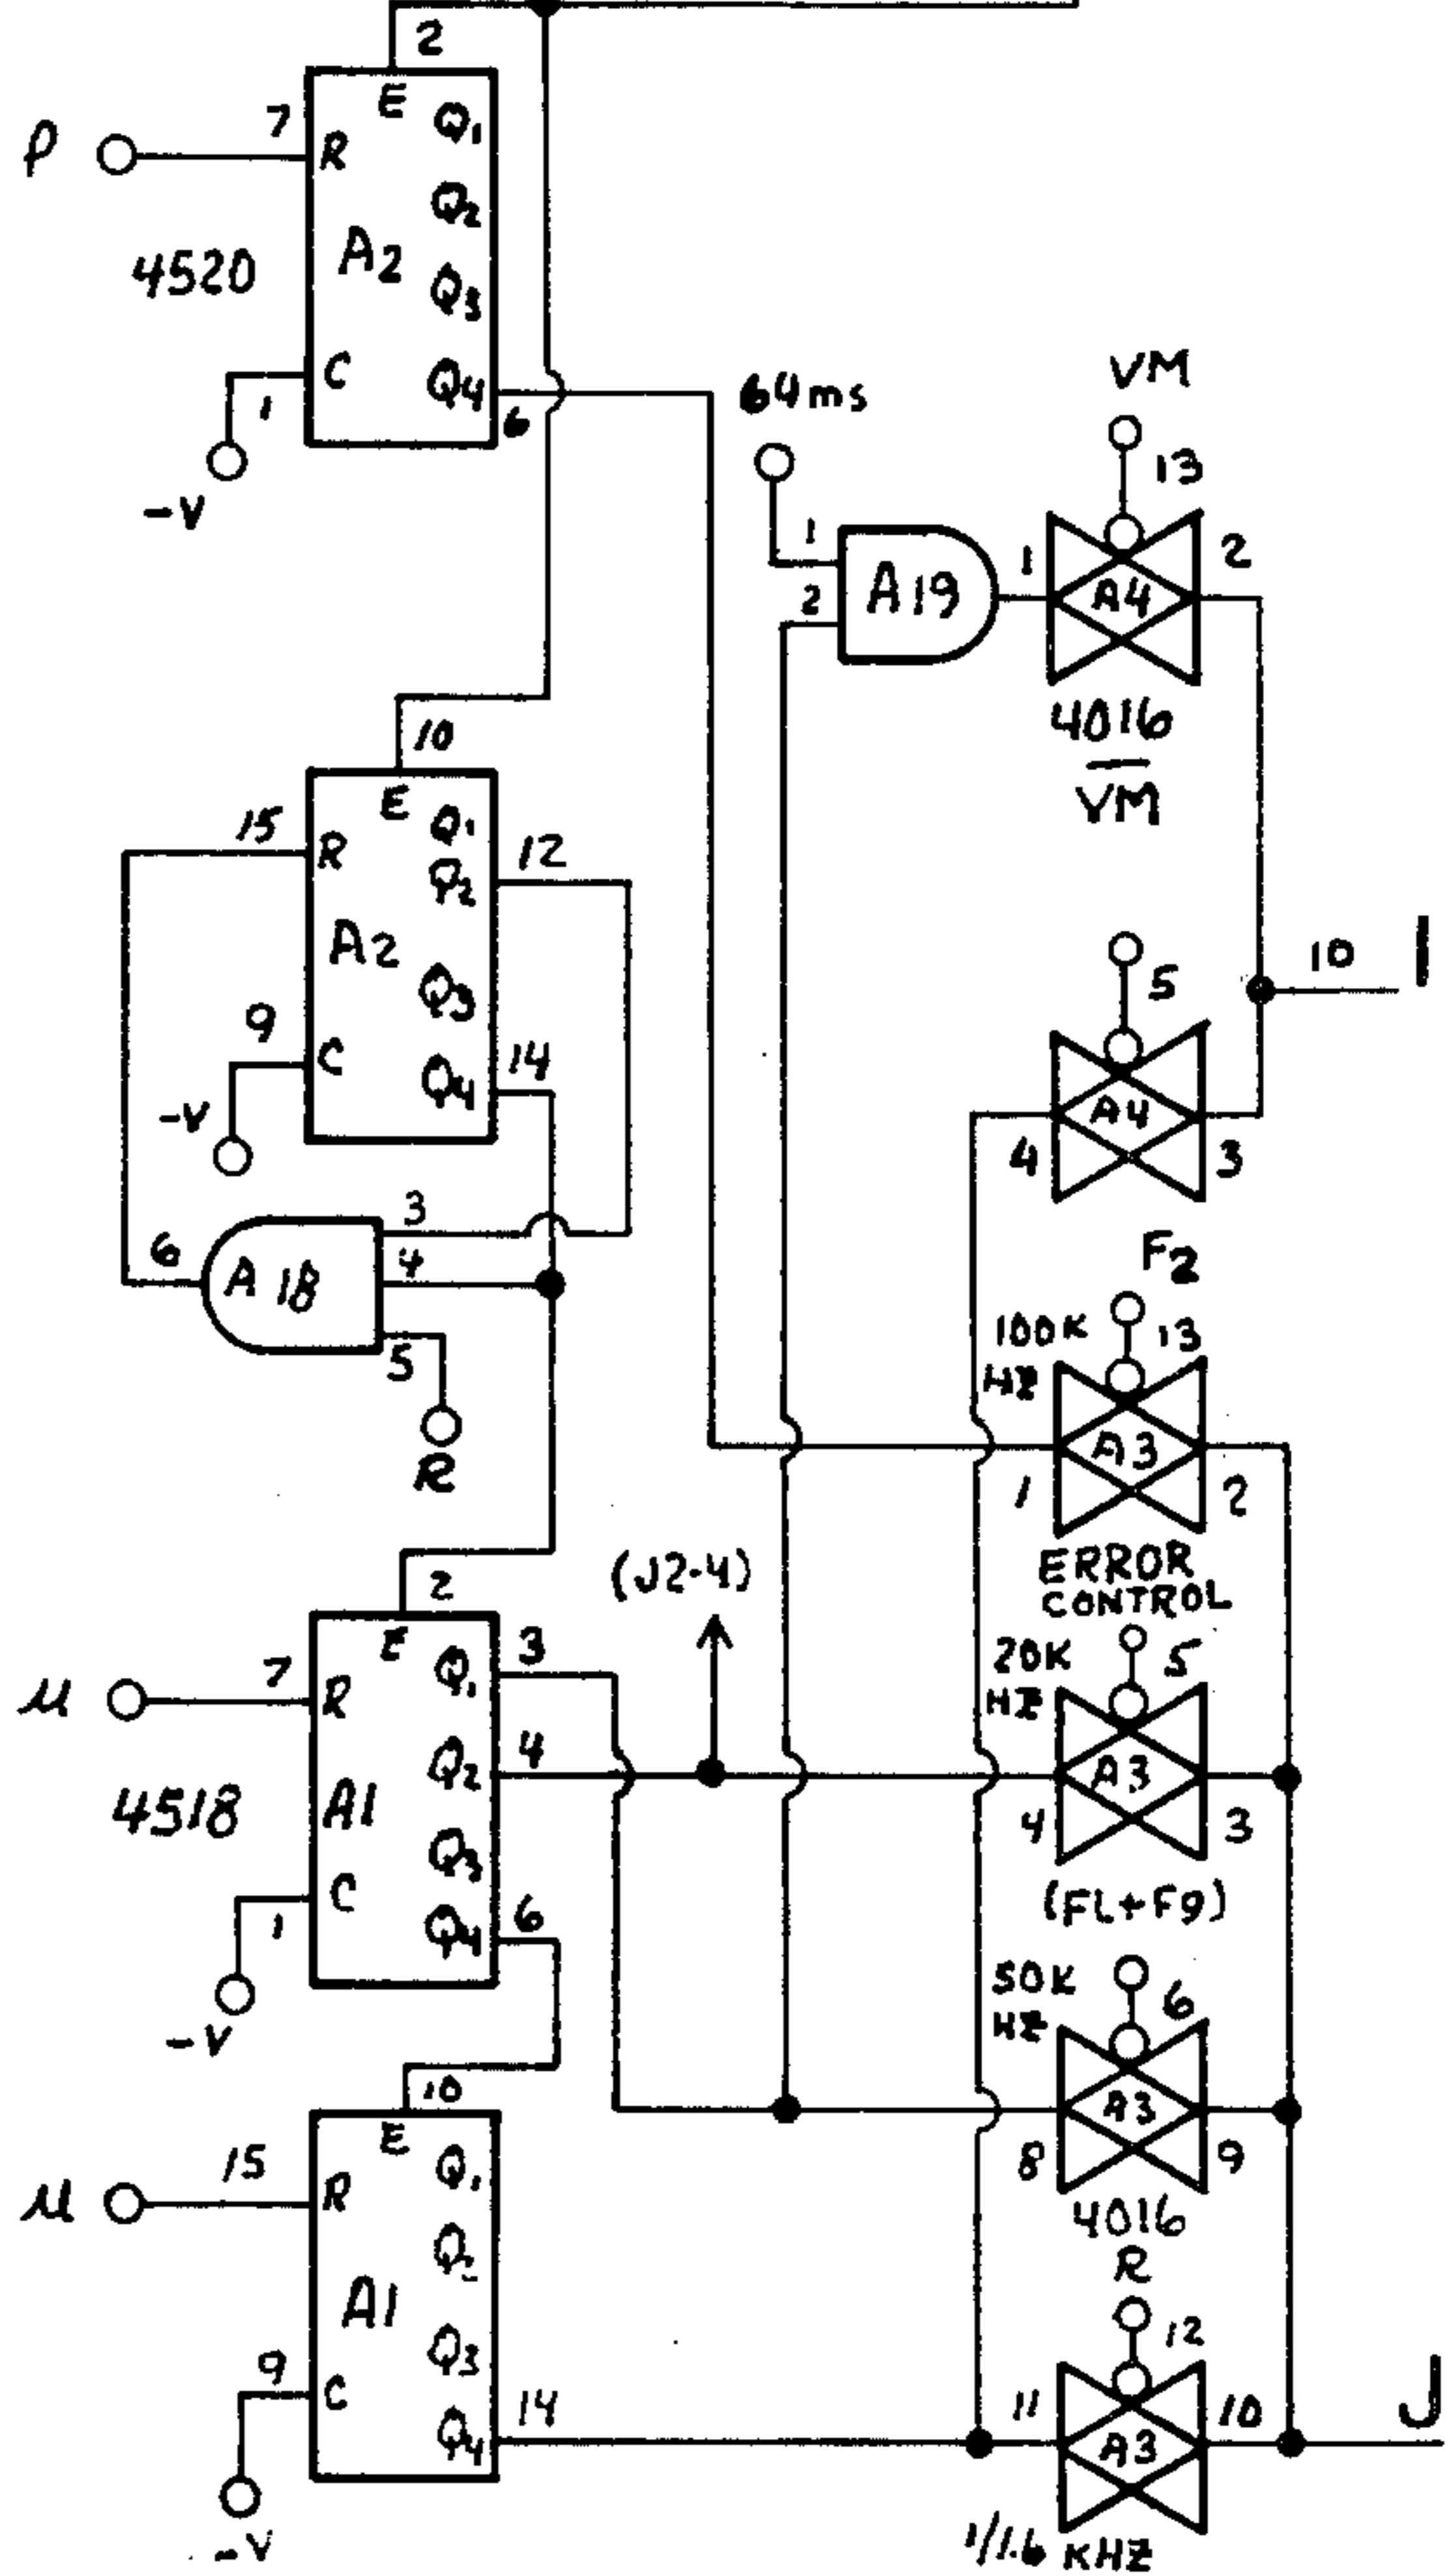 2
E
Q1
7
ρ
R
Q2
A2
4520
Q3
C
Q4
1
6
-V
64ms
VM
13
1
2
A19
1
2
A4
4016
VM
10
E
Q1
15
R
12
Q2
A2
Q3
9
C
14
Q4
-V
10
I
5
A4
4
3
3
6
4
A18
5
R
F2
100K
HZ
13
A3
1
2
ERROR
CONTROL
(J2-4)
2
E
3
Q1
7
μ
R
4
Q2
4518
A1
Q3
C
6
Q4
1
-V
20K
HZ
5
A3
4
3
(FL+F9)
50K
HZ
6
A3
8
9
4016
R
10
E
Q1
15
μ
R
Q2
A1
Q3
9
C
14
Q4
-V
12
11
10
J
A3
1/1.6 KHZ